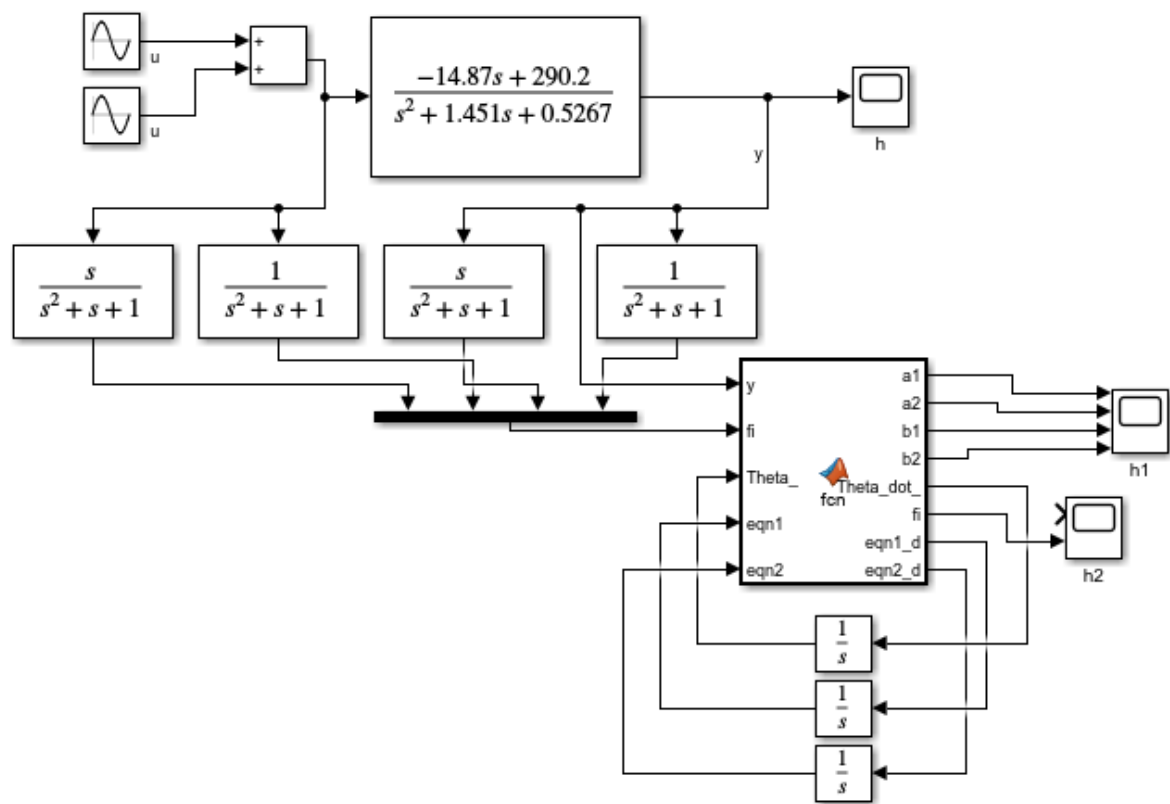 u
+
+
u
−14.87s + 290.2
s² + 1.451s + 0.5267
h
y
s
s² + s + 1
1
s² + s + 1
s
s² + s + 1
1
s² + s + 1
y
fi
Theta_
eqn1
eqn2
fcn
a1
a2
b1
b2
Theta_dot_
fi
eqn1_d
eqn2_d
h1
h2
1
s
1
s
1
s